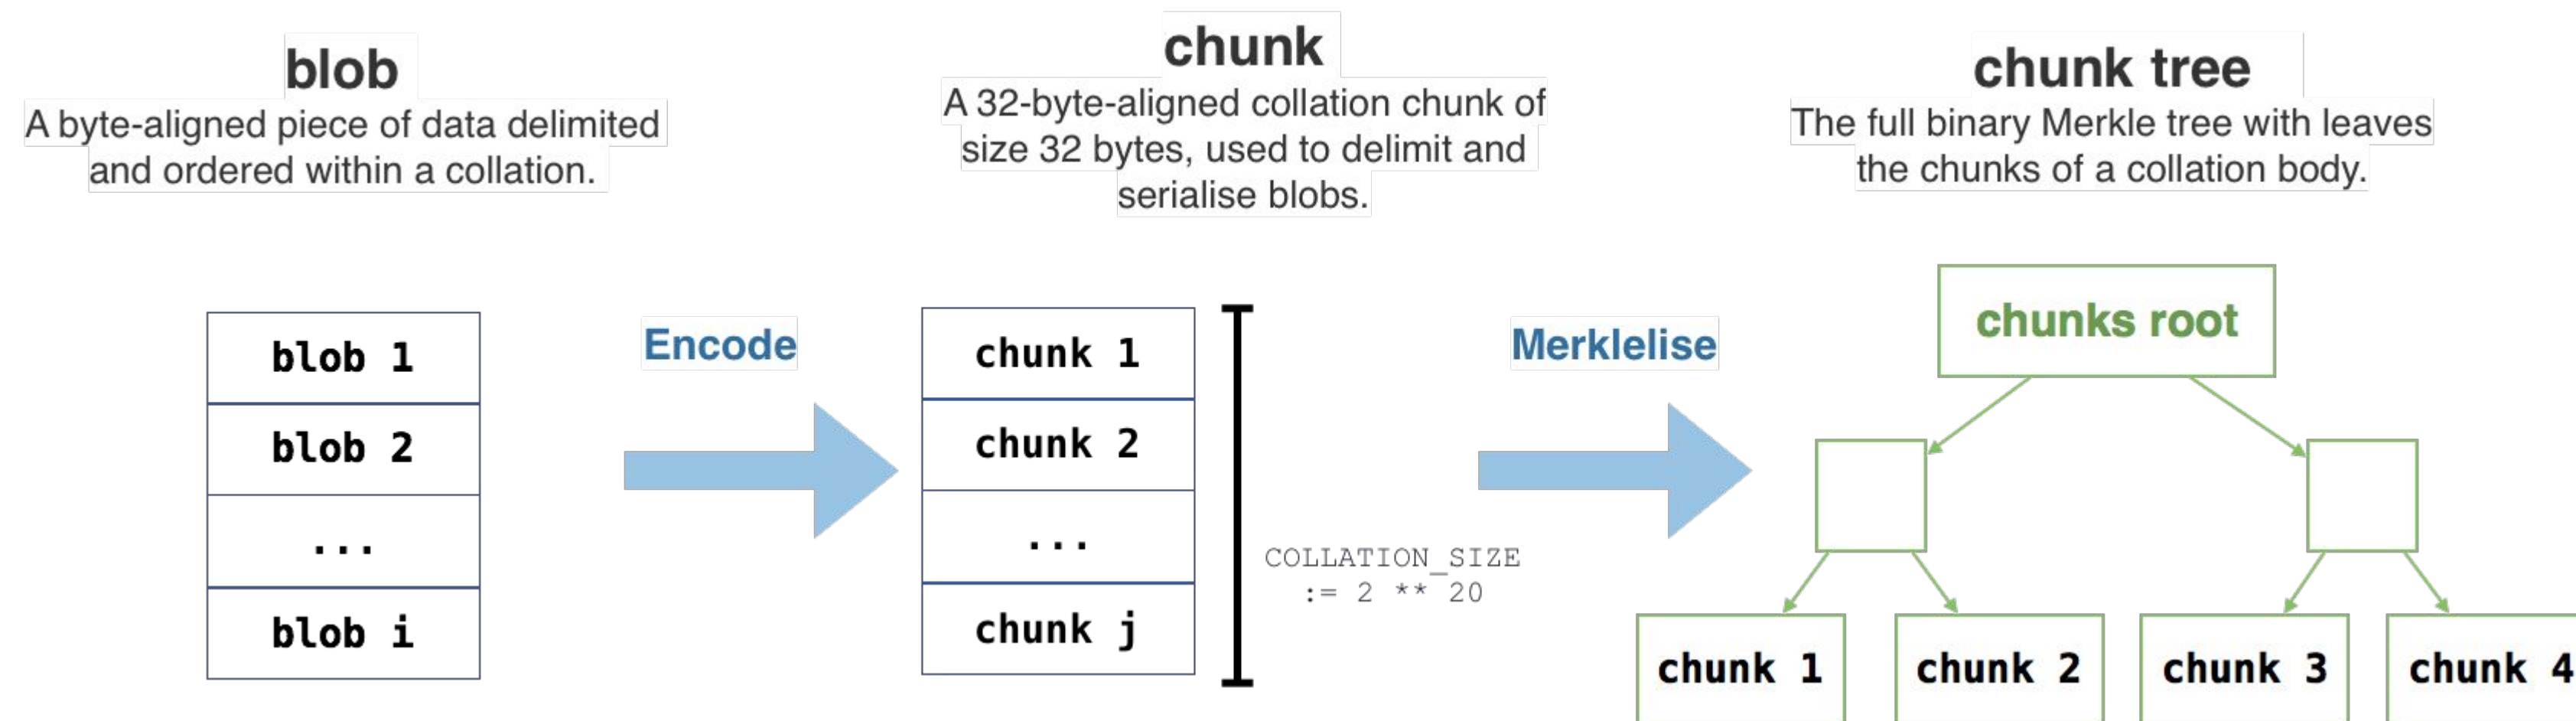 blob
A byte-aligned piece of data delimited
and ordered within a collation.
chunk
A 32-byte-aligned collation chunk of
size 32 bytes, used to delimit and
serialise blobs.
chunk tree
The full binary Merkle tree with leaves
the chunks of a collation body.
blob 1
blob 2
...
blob i
Encode
chunk 1
chunk 2
...
chunk j
COLLATION_SIZE
:= 2 ** 20
Merklelise
chunks root
chunk 1
chunk 2
chunk 3
chunk 4